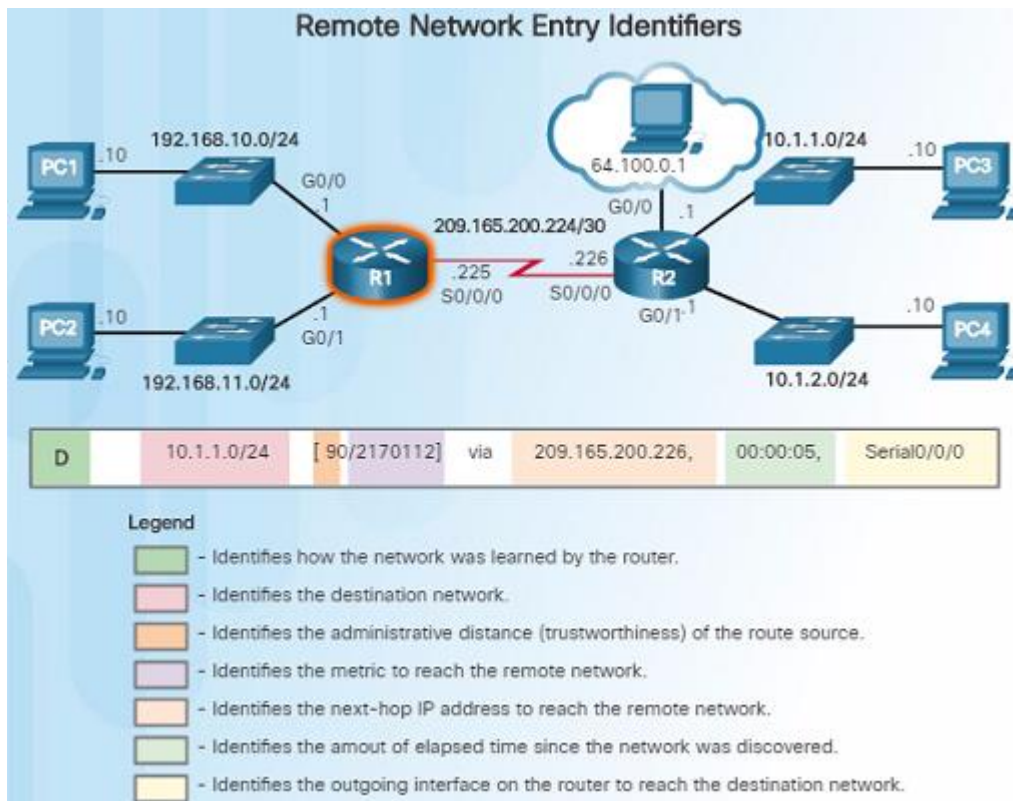 Remote Network Entry Identifiers
192.168.10.0/24
10.1.1.0/24
PC1
.10
64.100.0.1
.10
PC3
G0/0
.1
G0/0
.1
209.165.200.224/30
R1
.225
S0/0/0
.226
S0/0/0
R2
PC2
.10
.1
G0/1
G0/1
.1
.10
PC4
192.168.11.0/24
10.1.2.0/24
D 10.1.1.0/24 [ 90/2170112] via 209.165.200.226, 00:00:05, Serial0/0/0
Legend
- Identifies how the network was learned by the router.
- Identifies the destination network.
- Identifies the administrative distance (trustworthiness) of the route source.
- Identifies the metric to reach the remote network.
- Identifies the next-hop IP address to reach the remote network.
- Identifies the amout of elapsed time since the network was discovered.
- Identifies the outgoing interface on the router to reach the destination network.